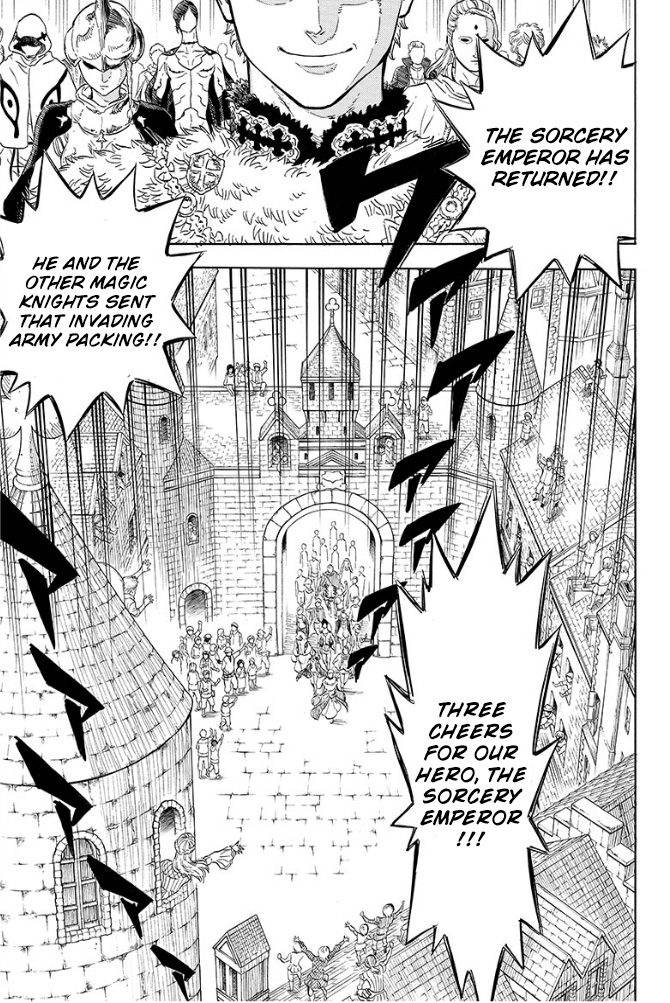 THE SORCERY
EMPEROR HAS
RETURNED!!
HE AND THE
OTHER MAGIC
KNIGHTS SENT
THAT INVADING
ARMY PACKING!!
THREE
CHEERS
FOR OUR
HERO, THE
SORCERY
EMPEROR
!!!